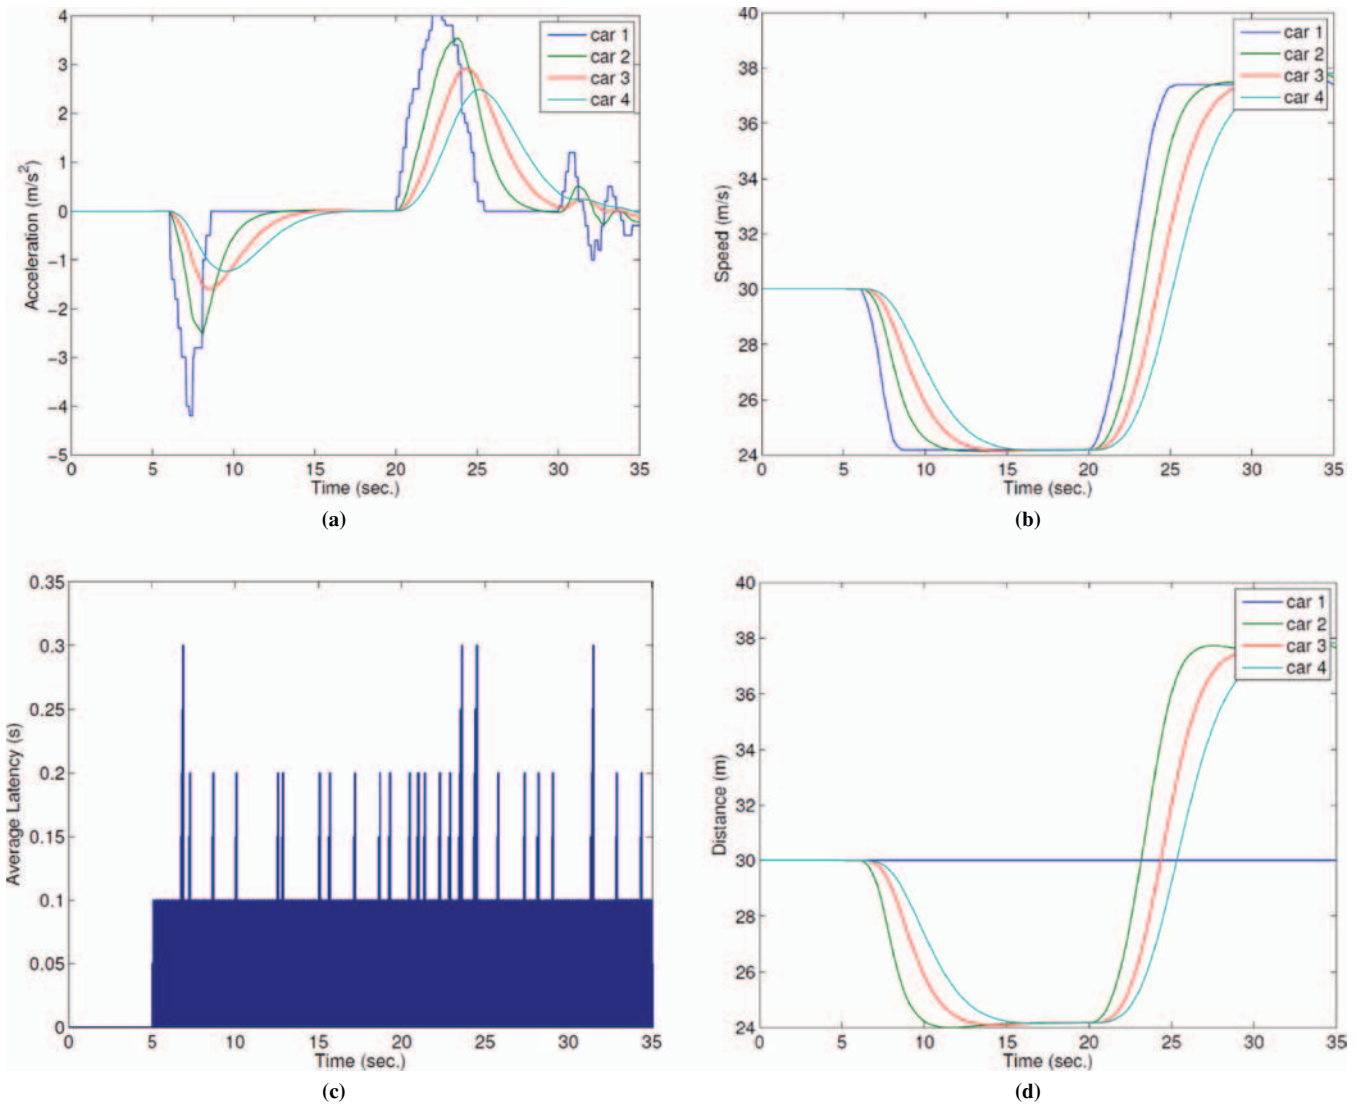 4
3
2
1
0
−1
−2
−3
−4
−5
0 5 10 15 20 25 30 35
Acceleration (m/s²)
Time (sec.)
car 1
car 2
car 3
car 4
(a)
40
38
36
34
32
30
28
26
24
0 5 10 15 20 25 30 35
Speed (m/s)
Time (sec.)
car 1
car 2
car 3
car 4
(b)
0.35
0.3
0.25
0.2
0.15
0.1
0.05
0
0 5 10 15 20 25 30 35
Average Latency (s)
Time (sec.)
(c)
40
38
36
34
32
30
28
26
24
0 5 10 15 20 25 30 35
Distance (m)
Time (sec.)
car 1
car 2
car 3
car 4
(d)